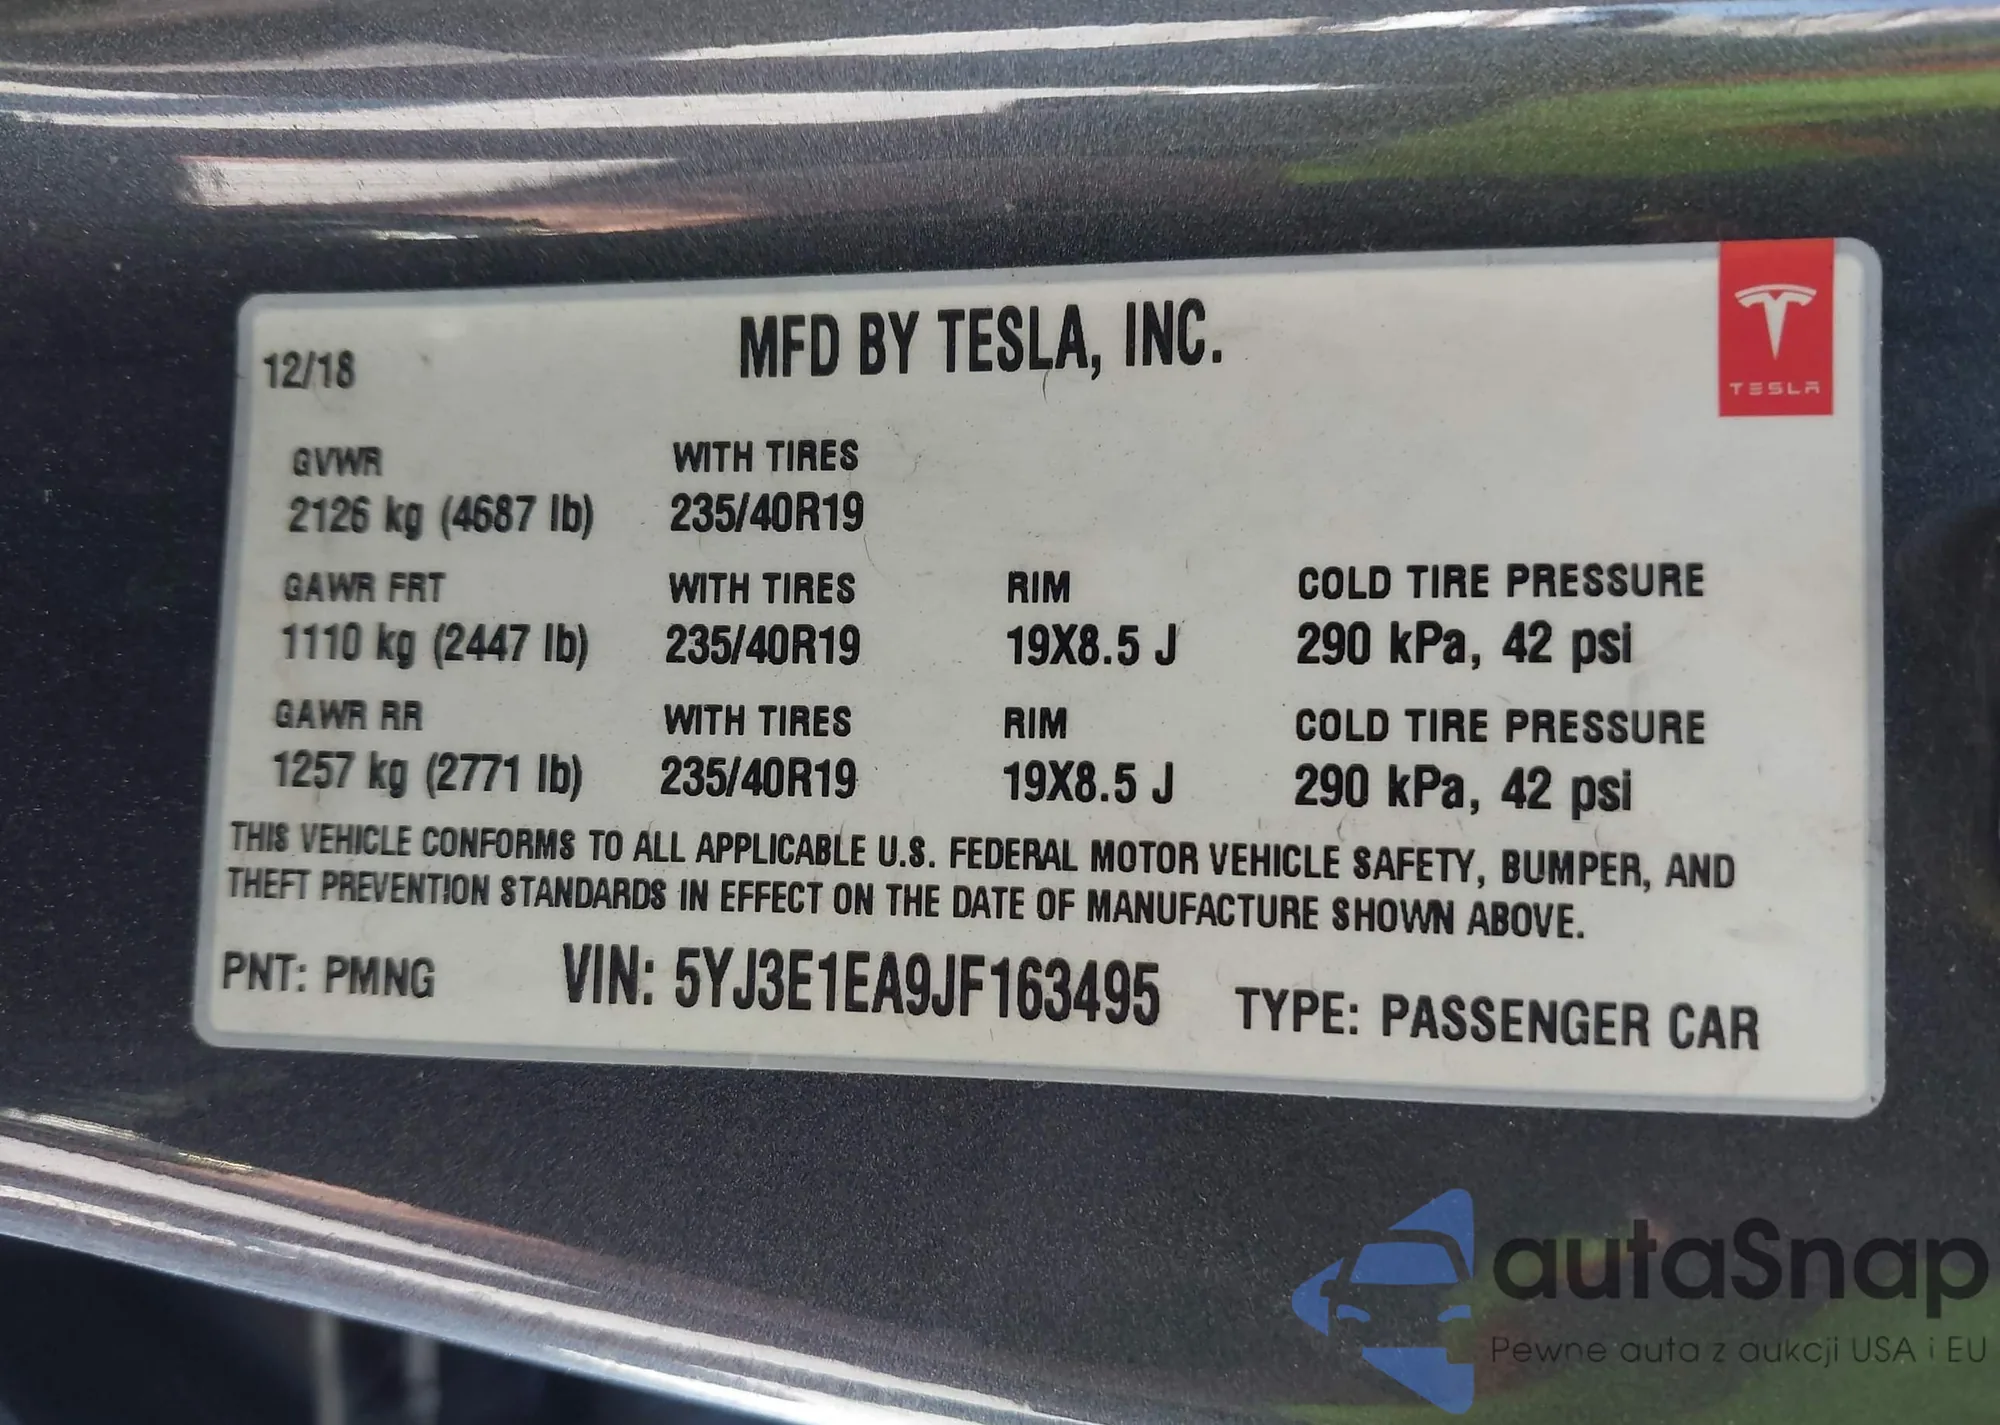 12/18 MFD BY TESLA, INC.
TESLA
GVWR WITH TIRES
2126 kg (4687 lb) 235/40R19
GAWR FRT WITH TIRES RIM COLD TIRE PRESSURE
1110 kg (2447 lb) 235/40R19 19X8.5 J 290 kPa, 42 psi
GAWR RR WITH TIRES RIM COLD TIRE PRESSURE
1257 kg (2771 lb) 235/40R19 19X8.5 J 290 kPa, 42 psi
THIS VEHICLE CONFORMS TO ALL APPLICABLE U.S. FEDERAL MOTOR VEHICLE SAFETY, BUMPER, AND
THEFT PREVENTION STANDARDS IN EFFECT ON THE DATE OF MANUFACTURE SHOWN ABOVE.
PNT: PMNG VIN: 5YJ3E1EA9JF163495 TYPE: PASSENGER CAR
autaSnap
Pewne auta z aukcji USA i EU